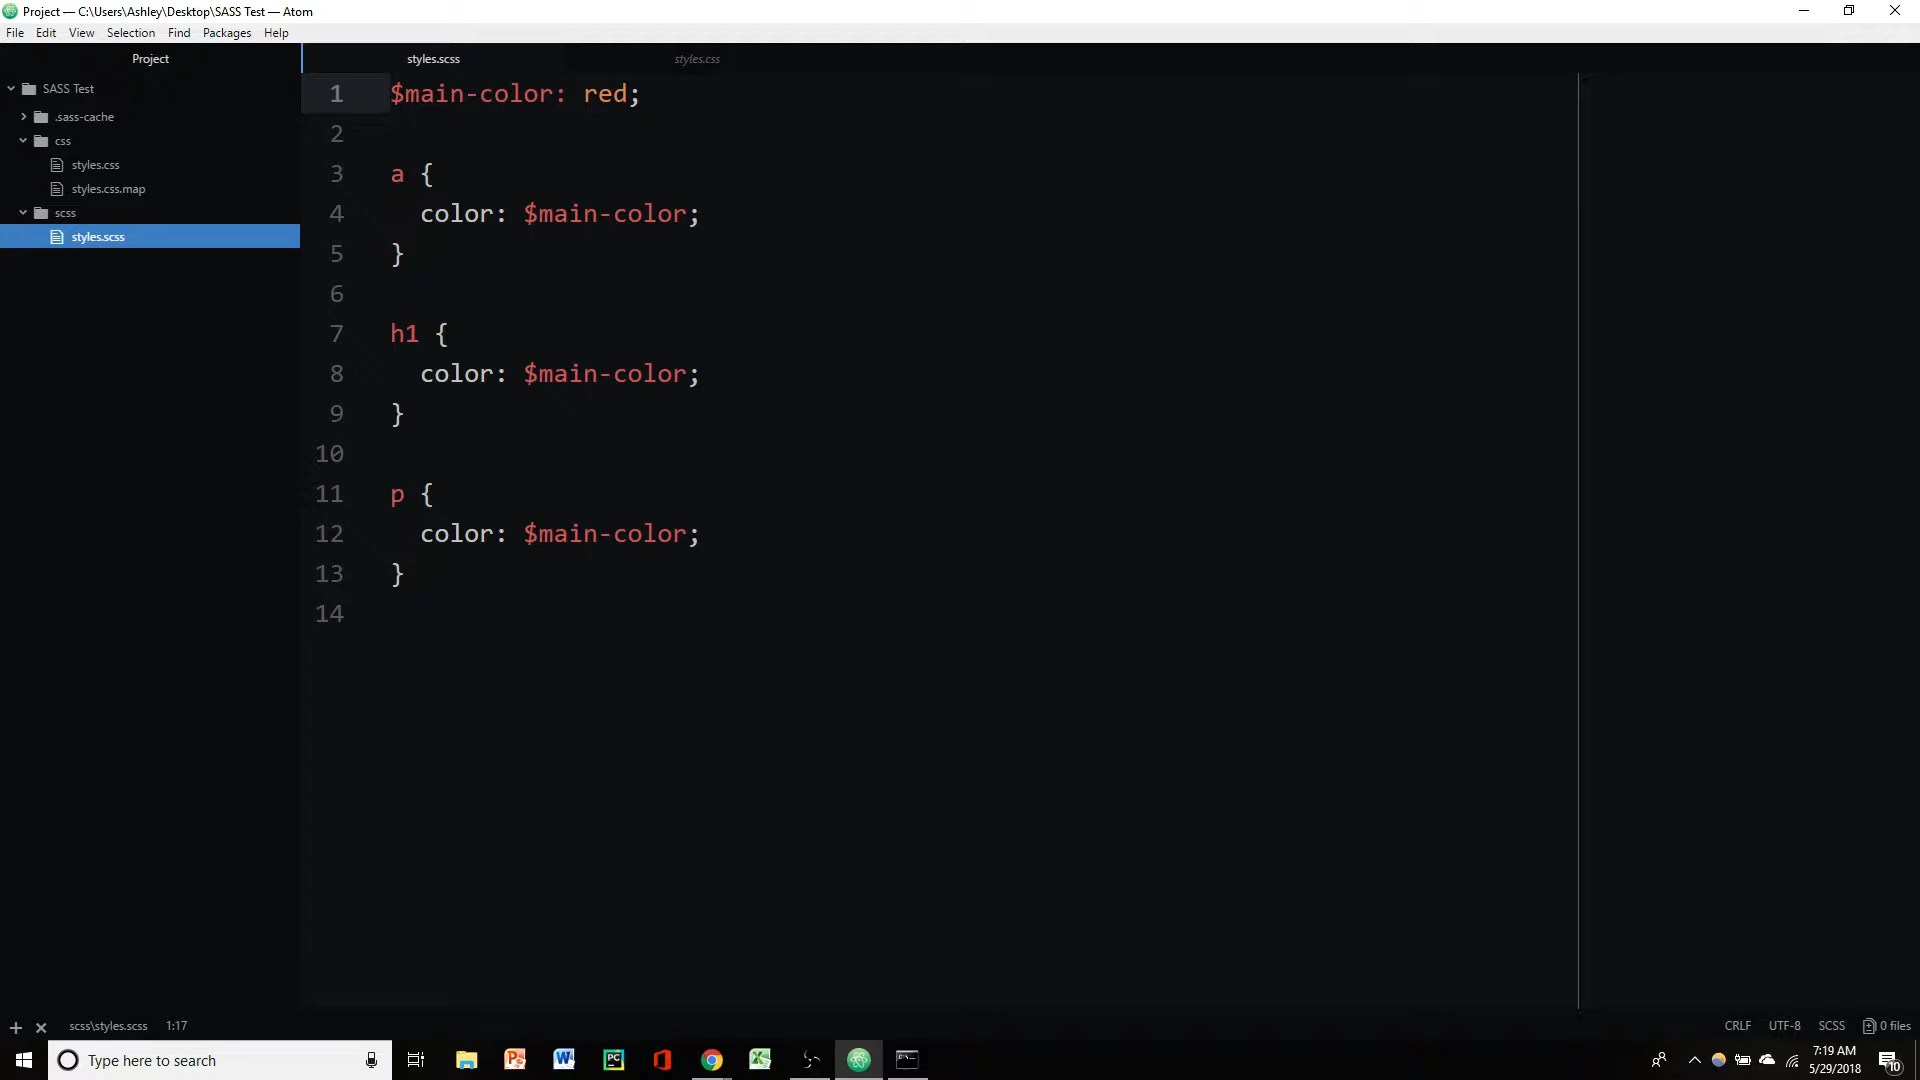 Project — C:\Users\Ashley\Desktop\SASS Test — Atom
File Edit View Selection Find Packages Help
Project
styles.scss
styles.css
SASS Test
.sass-cache
css
styles.css
styles.css.map
scss
styles.scss
1 $main-color: red;
2
3 a {
4 color: $main-color;
5 }
6
7 h1 {
8 color: $main-color;
9 }
10
11 p {
12 color: $main-color;
13 }
14
scss\styles.scss 1:17
CRLF UTF-8 SCSS 0 files
Type here to search
7:19 AM
5/29/2018
10